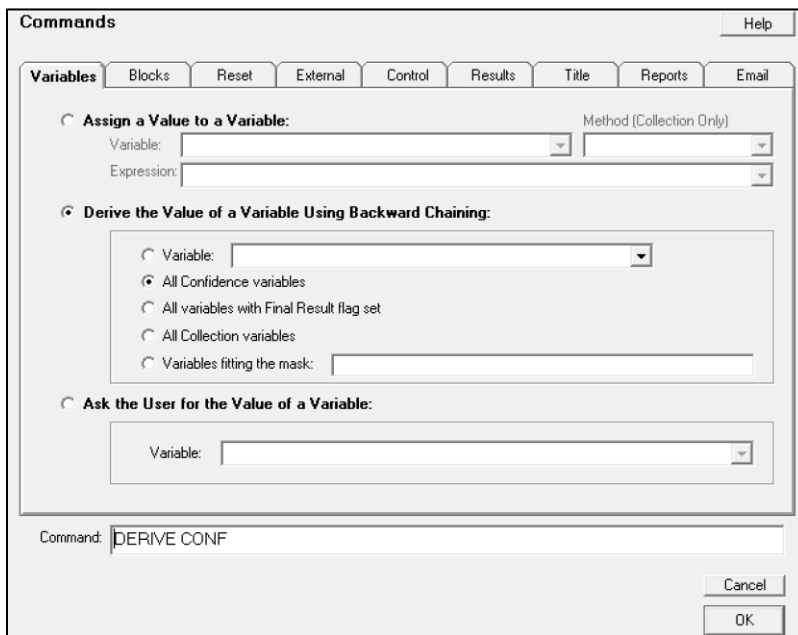 Commands
Help
Variables Blocks Reset External Control Results Title Reports Email
Assign a Value to a Variable: Method (Collection Only)
Variable:
Expression:
Derive the Value of a Variable Using Backward Chaining:
Variable:
All Confidence variables
All variables with Final Result flag set
All Collection variables
Variables fitting the mask:
Ask the User for the Value of a Variable:
Variable:
Command: DERIVE CONF
Cancel
OK